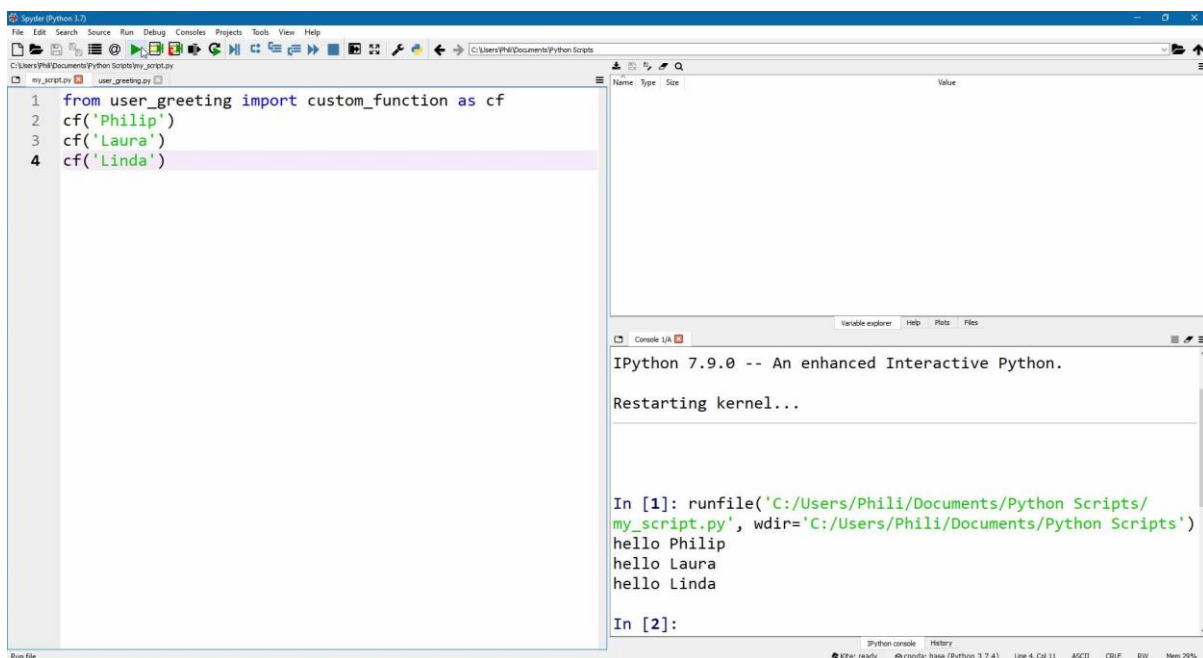 Spyder (Python 3.7)
File Edit Search Source Run Debug Consoles Projects Tools View Help
C:\Users\Phili\Documents\Python Scripts
C:\Users\Phili\Documents\Python Scripts\my_script.py
my_script.py user_greeting.py
1 from user_greeting import custom_function as cf
2 cf('Philip')
3 cf('Laura')
4 cf('Linda')
Name Type Size Value
Variable explorer Help Plots Files
Console 1/A
IPython 7.9.0 -- An enhanced Interactive Python.
Restarting kernel...
In [1]: runfile('C:/Users/Phili/Documents/Python Scripts/
my_script.py', wdir='C:/Users/Phili/Documents/Python Scripts')
hello Philip
hello Laura
hello Linda
In [2]:
IPython console History
Run file Kite: ready conda: base (Python 3.7.4) Line 4, Col 11 ASCII CRLF RW Mem 29%